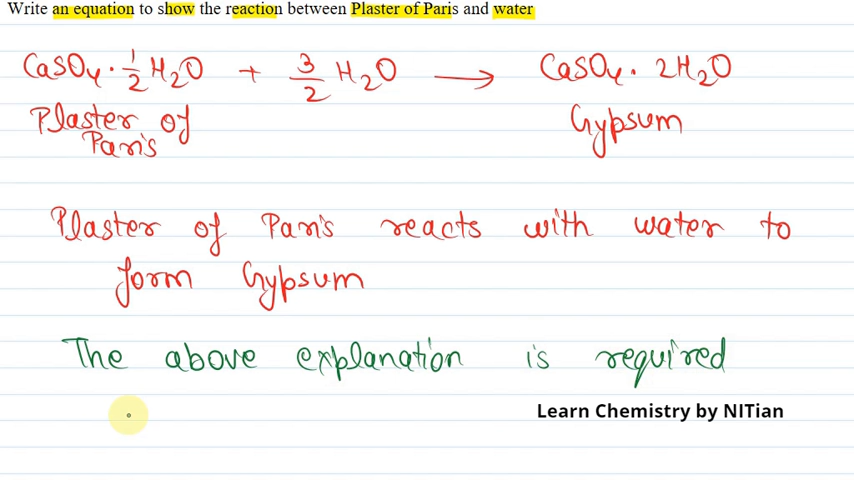 Write an equation to show the reaction between Plaster of Paris and water
CaSO4 · 1/2 H2O + 3/2 H2O → CaSO4 · 2H2O
Plaster of Paris Gypsum
Plaster of Paris reacts with water to
form Gypsum
The above explanation is required
Learn Chemistry by NITian